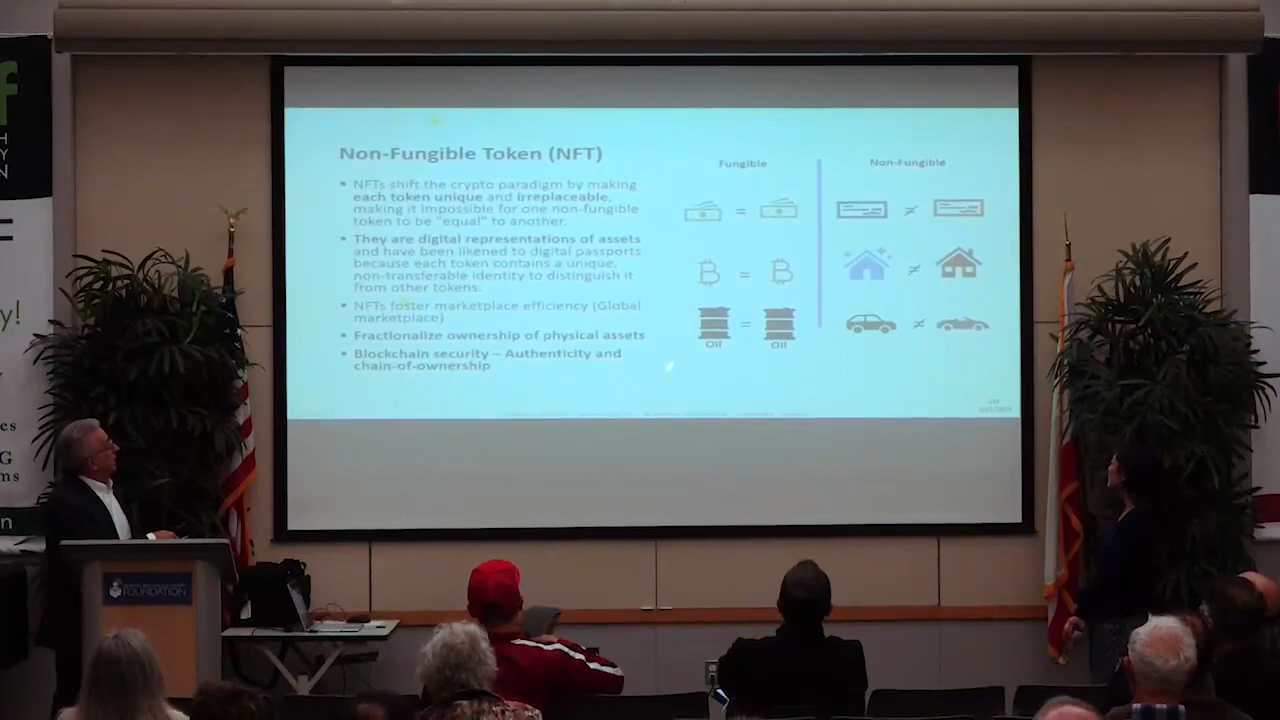 Non-Fungible Token (NFT)
▪ NFTs shift the crypto paradigm by making
each token unique and irreplaceable,
making it impossible for one non-fungible
token to be "equal" to another.
▪ They are digital representations of assets
and have been likened to digital passports
because each token contains a unique,
non-transferable identity to distinguish it
from other tokens.
▪ NFTs foster marketplace efficiency (Global
marketplace)
▪ Fractionalize ownership of physical assets
▪ Blockchain security – Authenticity and
chain-of-ownership
Fungible
Non-Fungible
=
≠
=
≠
Oil = Oil
≠
f
H
Y
N
y!
es
G
ms
n
FOUNDATION